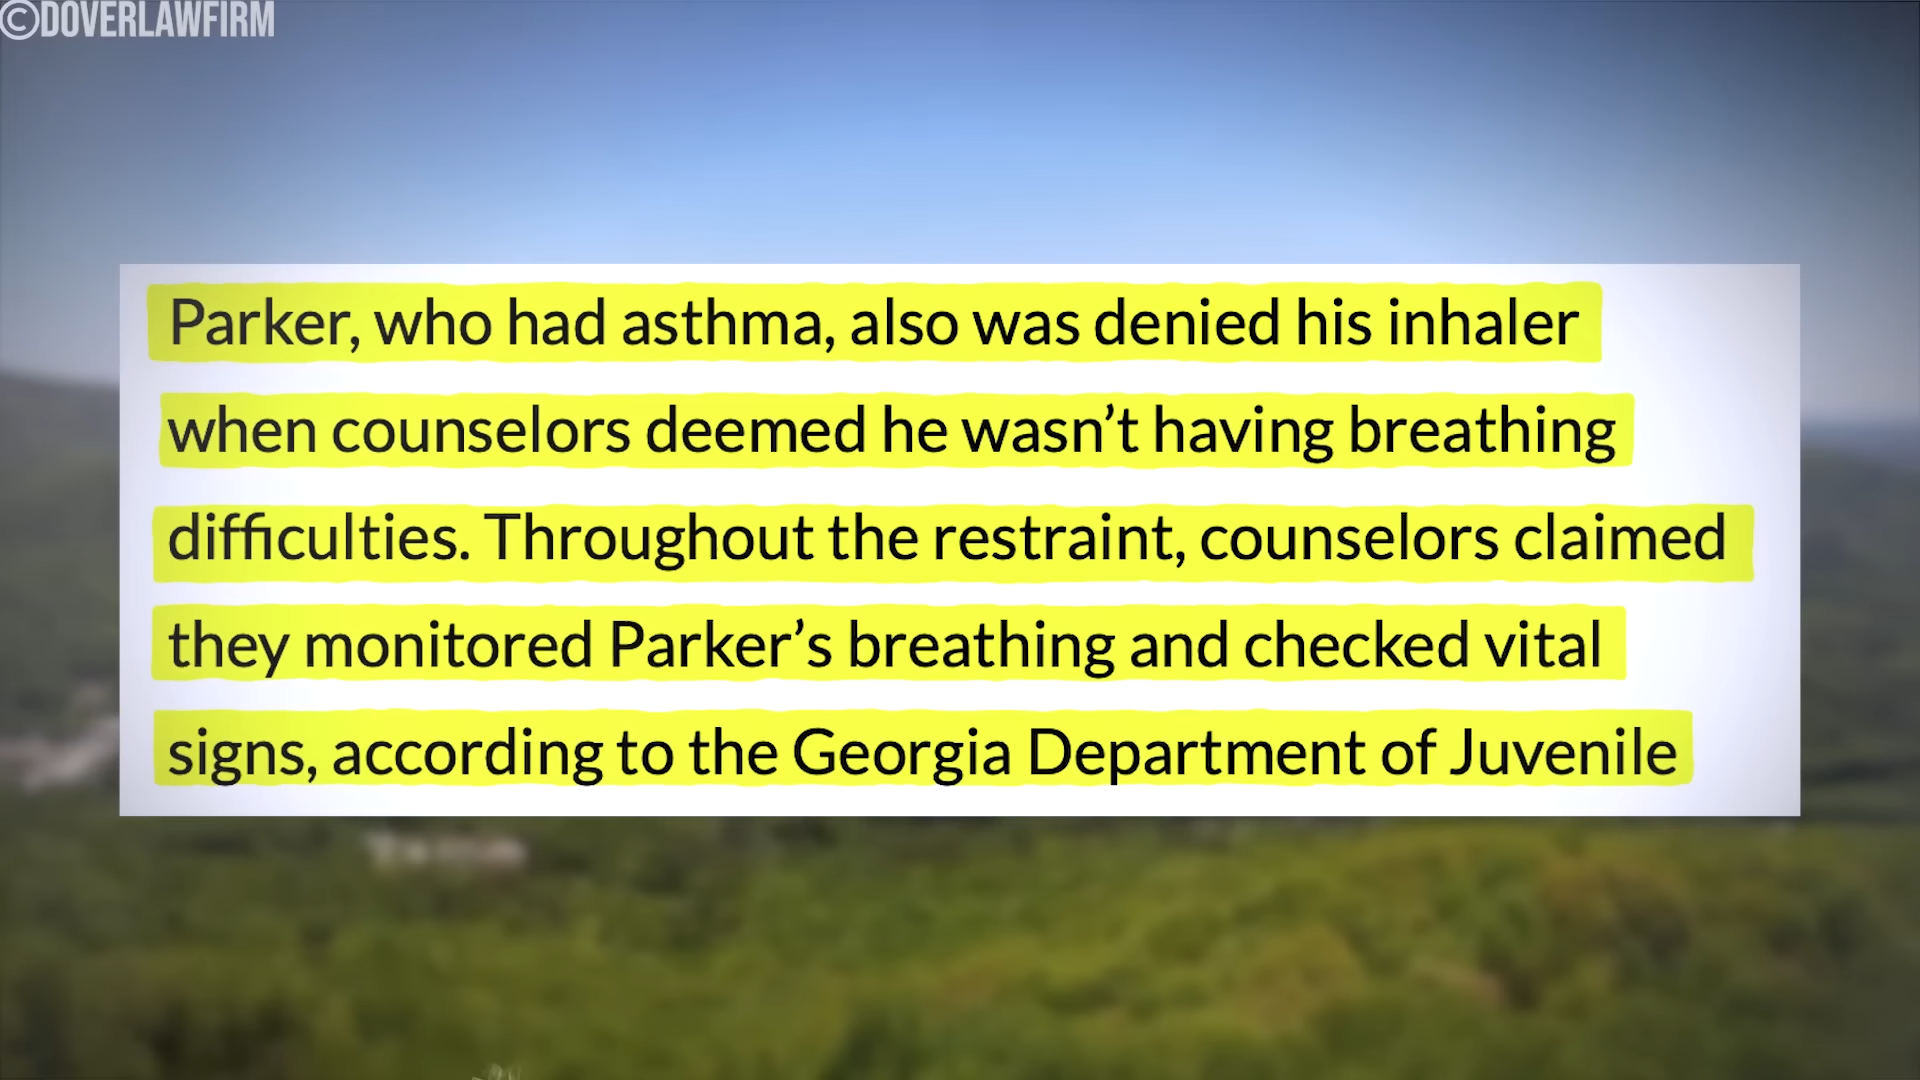 ©DOVERLAWFIRM
Parker, who had asthma, also was denied his inhaler
when counselors deemed he wasn’t having breathing
difficulties. Throughout the restraint, counselors claimed
they monitored Parker’s breathing and checked vital
signs, according to the Georgia Department of Juvenile